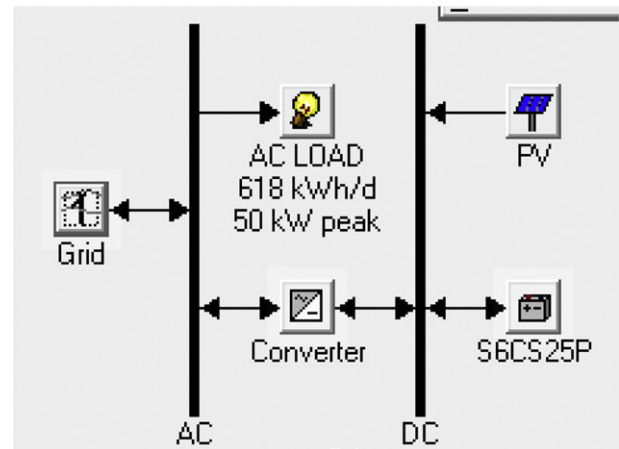 AC LOAD
618 kWh/d
50 kW peak
PV
Grid
Converter
S6CS25P
AC
DC